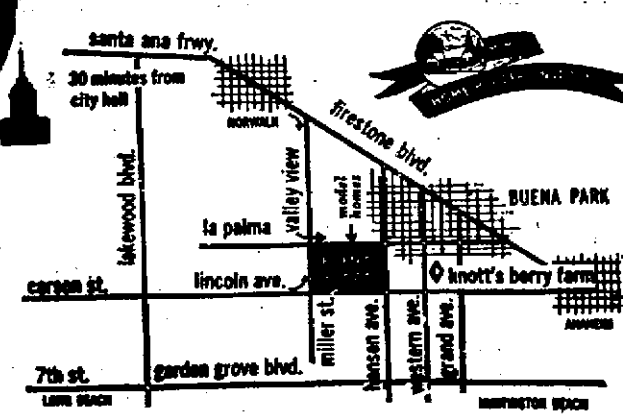 santa ana frwy.
30 minutes from
city hall
NORWALK
firestone blvd.
lakewood blvd.
valley view
model
homes
BUENA PARK
la palma
lincoln ave.
knott's berry farm
carson st.
ANAHEIM
miller st.
hansen ave.
western ave.
grand ave.
7th st.
garden grove blvd.
LONG BEACH
HUNTINGTON BEACH